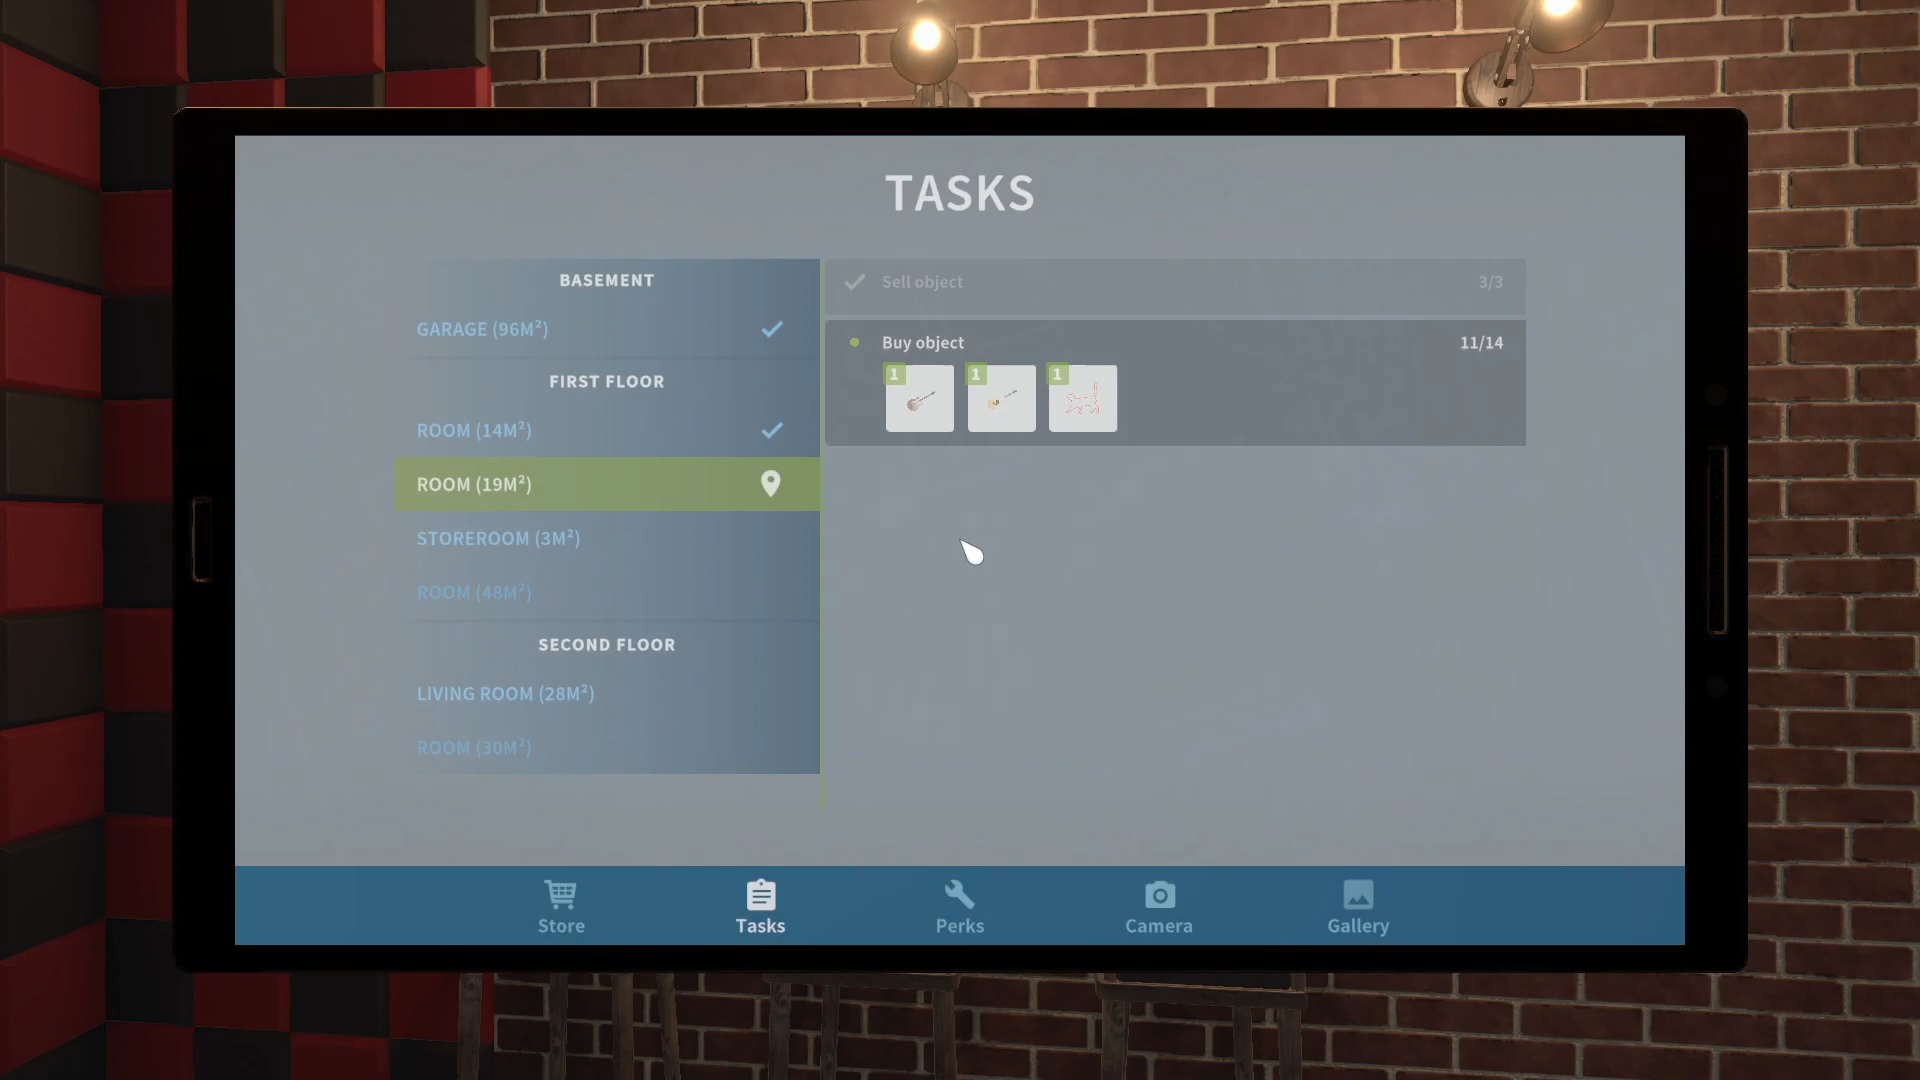 TASKS
BASEMENT
GARAGE (96M²)
FIRST FLOOR
ROOM (14M²)
ROOM (19M²)
STOREROOM (3M²)
ROOM (48M²)
SECOND FLOOR
LIVING ROOM (28M²)
ROOM (30M²)
Sell object 3/3
Buy object 11/14
1 1 1
Store Tasks Perks Camera Gallery